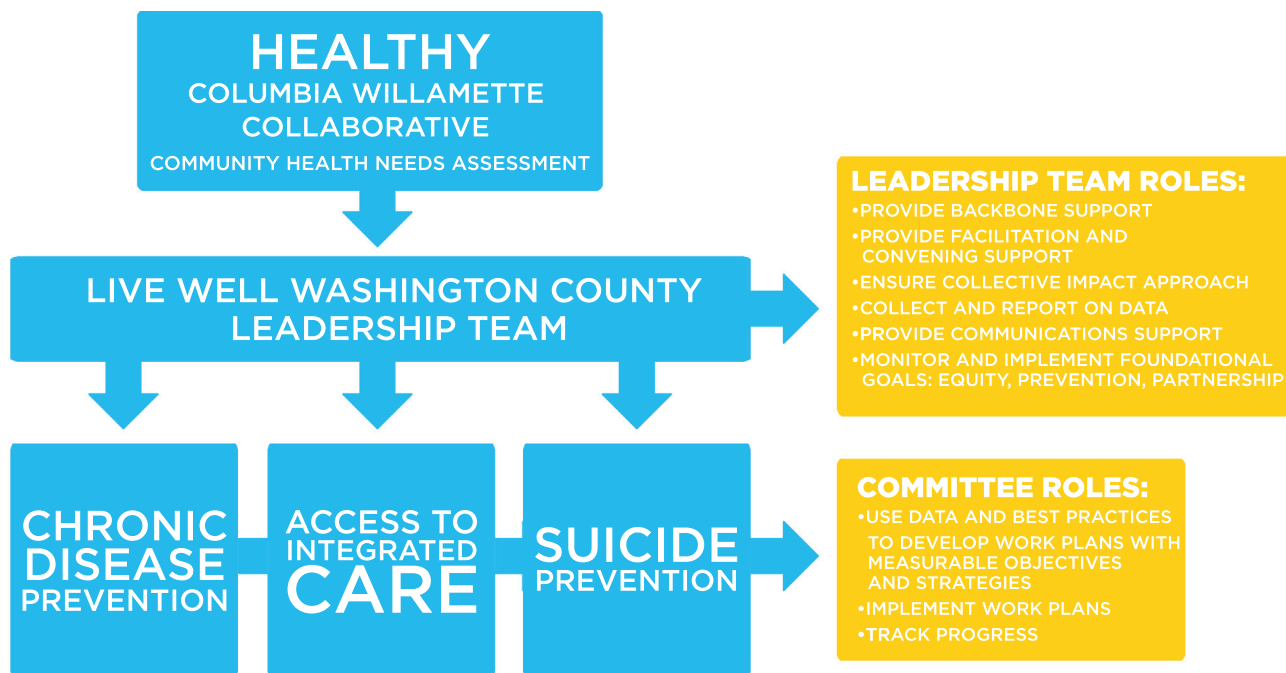 HEALTHY
COLUMBIA WILLAMETTE
COLLABORATIVE
COMMUNITY HEALTH NEEDS ASSESSMENT
LIVE WELL WASHINGTON COUNTY
LEADERSHIP TEAM
LEADERSHIP TEAM ROLES:
•PROVIDE BACKBONE SUPPORT
•PROVIDE FACILITATION AND
CONVENING SUPPORT
•ENSURE COLLECTIVE IMPACT APPROACH
•COLLECT AND REPORT ON DATA
•PROVIDE COMMUNICATIONS SUPPORT
•MONITOR AND IMPLEMENT FOUNDATIONAL
GOALS: EQUITY, PREVENTION, PARTNERSHIP
CHRONIC
DISEASE
PREVENTION
ACCESS TO
INTEGRATED
CARE
SUICIDE
PREVENTION
COMMITTEE ROLES:
•USE DATA AND BEST PRACTICES
TO DEVELOP WORK PLANS WITH
MEASURABLE OBJECTIVES
AND STRATEGIES
•IMPLEMENT WORK PLANS
•TRACK PROGRESS